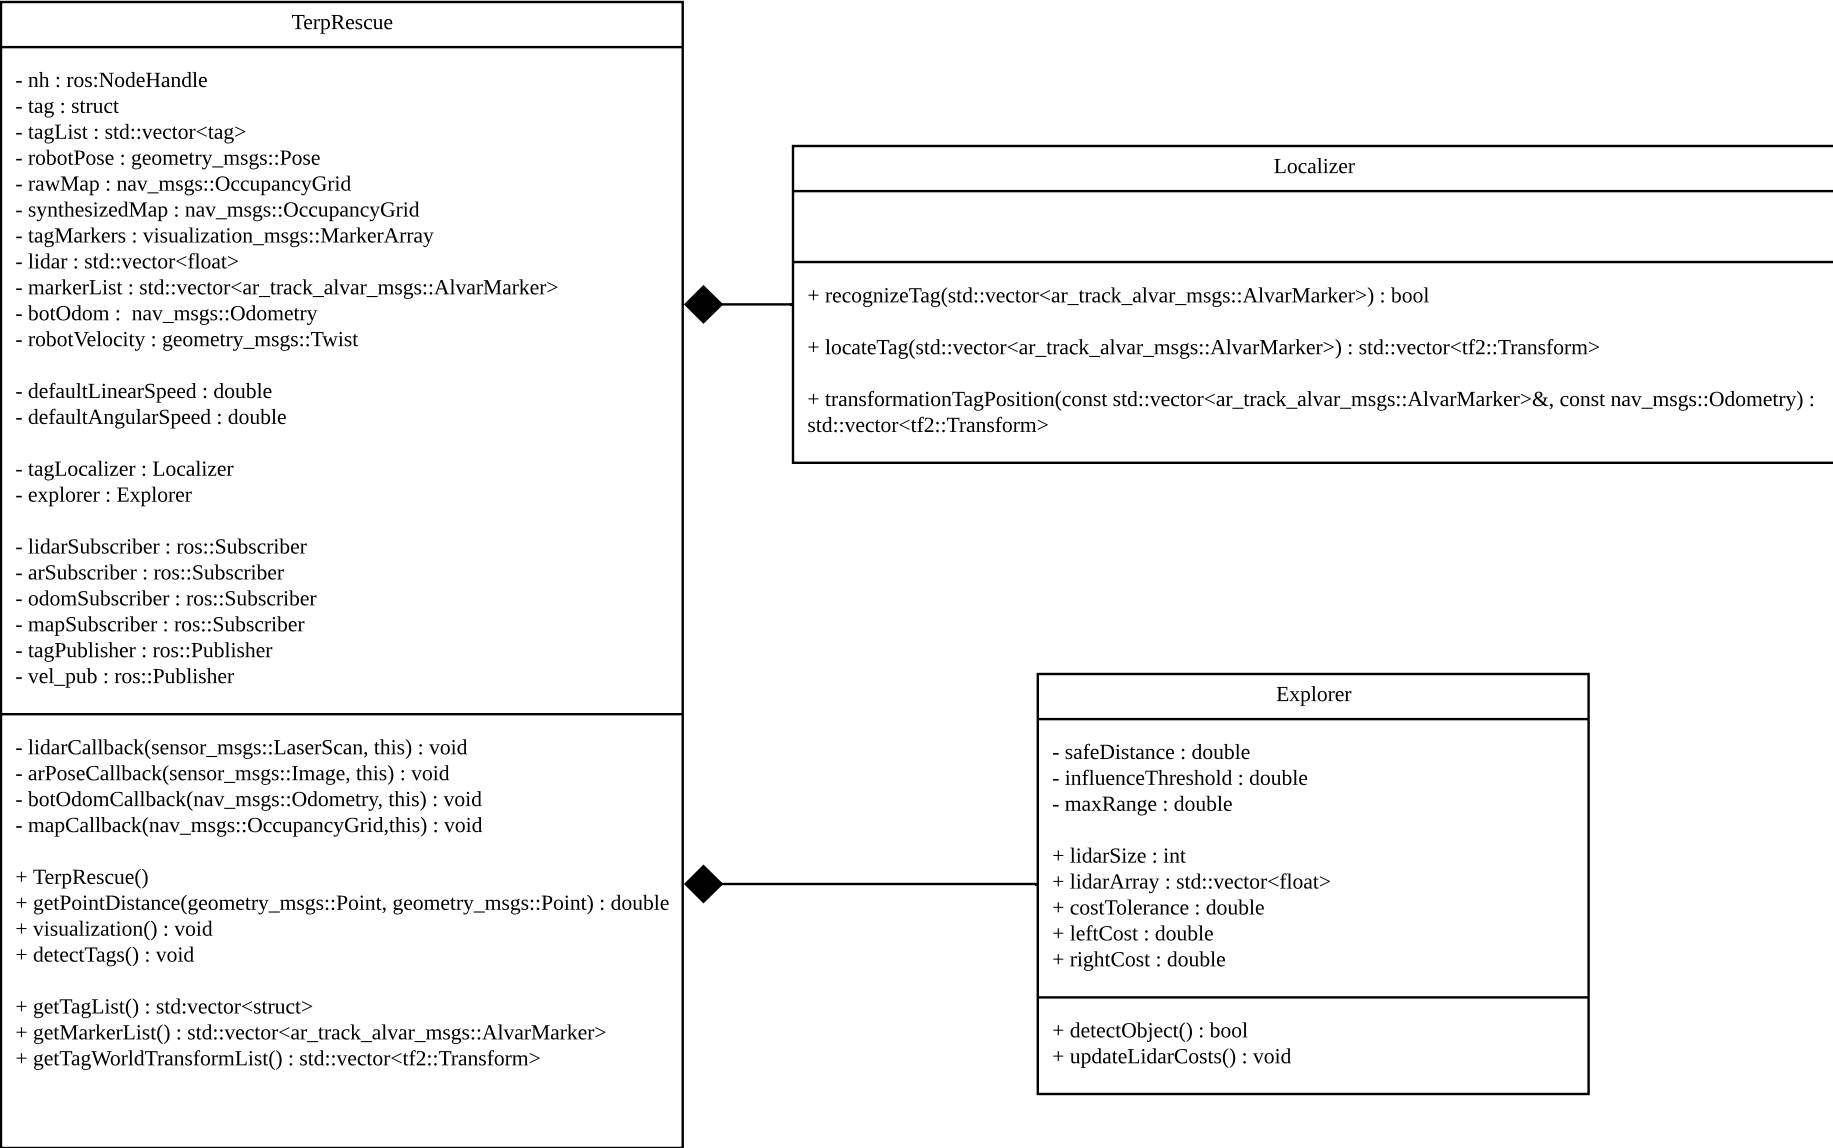 TerpRescue
- nh : ros:NodeHandle
- tag : struct
- tagList : std::vector<tag>
- robotPose : geometry_msgs::Pose
- rawMap : nav_msgs::OccupancyGrid
- synthesizedMap : nav_msgs::OccupancyGrid
- tagMarkers : visualization_msgs::MarkerArray
- lidar : std::vector<float>
- markerList : std::vector<ar_track_alvar_msgs::AlvarMarker>
- botOdom :  nav_msgs::Odometry
- robotVelocity : geometry_msgs::Twist
- defaultLinearSpeed : double
- defaultAngularSpeed : double
- tagLocalizer : Localizer
- explorer : Explorer
- lidarSubscriber : ros::Subscriber
- arSubscriber : ros::Subscriber
- odomSubscriber : ros::Subscriber
- mapSubscriber : ros::Subscriber
- tagPublisher : ros::Publisher
- vel_pub : ros::Publisher
- lidarCallback(sensor_msgs::LaserScan, this) : void
- arPoseCallback(sensor_msgs::Image, this) : void
- botOdomCallback(nav_msgs::Odometry, this) : void
- mapCallback(nav_msgs::OccupancyGrid,this) : void
+ TerpRescue()
+ getPointDistance(geometry_msgs::Point, geometry_msgs::Point) : double
+ visualization() : void
+ detectTags() : void
+ getTagList() : std:vector<struct>
+ getMarkerList() : std::vector<ar_track_alvar_msgs::AlvarMarker>
+ getTagWorldTransformList() : std::vector<tf2::Transform>
Localizer
+ recognizeTag(std::vector<ar_track_alvar_msgs::AlvarMarker>) : bool
+ locateTag(std::vector<ar_track_alvar_msgs::AlvarMarker>) : std::vector<tf2::Transform>
+ transformationTagPosition(const std::vector<ar_track_alvar_msgs::AlvarMarker>&, const nav_msgs::Odometry) :
std::vector<tf2::Transform>
Explorer
- safeDistance : double
- influenceThreshold : double
- maxRange : double
+ lidarSize : int
+ lidarArray : std::vector<float>
+ costTolerance : double
+ leftCost : double
+ rightCost : double
+ detectObject() : bool
+ updateLidarCosts() : void